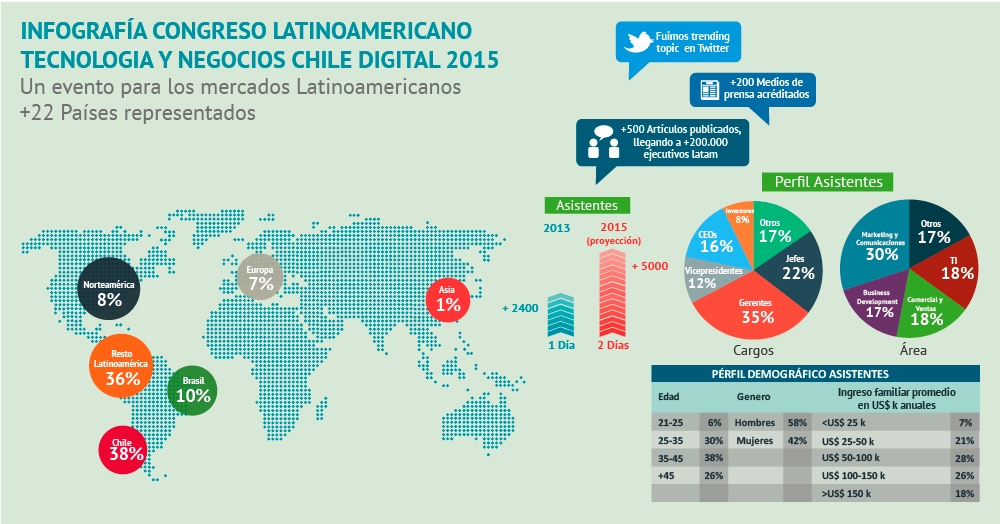 INFOGRAFÍA CONGRESO LATINOAMERICANO
TECNOLOGIA Y NEGOCIOS CHILE DIGITAL 2015
Un evento para los mercados Latinoamericanos
+22 Países representados
Fuimos trending
topic en Twitter
+200 Medios de
prensa acréditados
+500 Artículos publicados,
llegando a +200.000
ejecutivos latam
Norteamérica
8%
Europa
7%
Asia
1%
Resto
Latinoamérica
36%
Brasil
10%
Chile
38%
Asistentes
2013
2015
(proyección)
+ 5000
+ 2400
1 Día
2 Días
Perfil Asistentes
Inversores
8%
Otros
17%
CEOs
16%
Jefes
22%
Vicepresidentes
12%
Gerentes
35%
Cargos
Marketing y
Comunicaciones
30%
Otros
17%
TI
18%
Business
Development
17%
Comercial y
Ventas
18%
Área
PÉRFIL DEMOGRÁFICO ASISTENTES
Edad Genero Ingreso familiar promedio
en US$ k anuales
21-25 6% Hombres 58% <US$ 25 k 7%
25-35 30% Mujeres 42% US$ 25-50 k 21%
35-45 38% US$ 50-100 k 28%
+45 26% US$ 100-150 k 26%
>US$ 150 k 18%